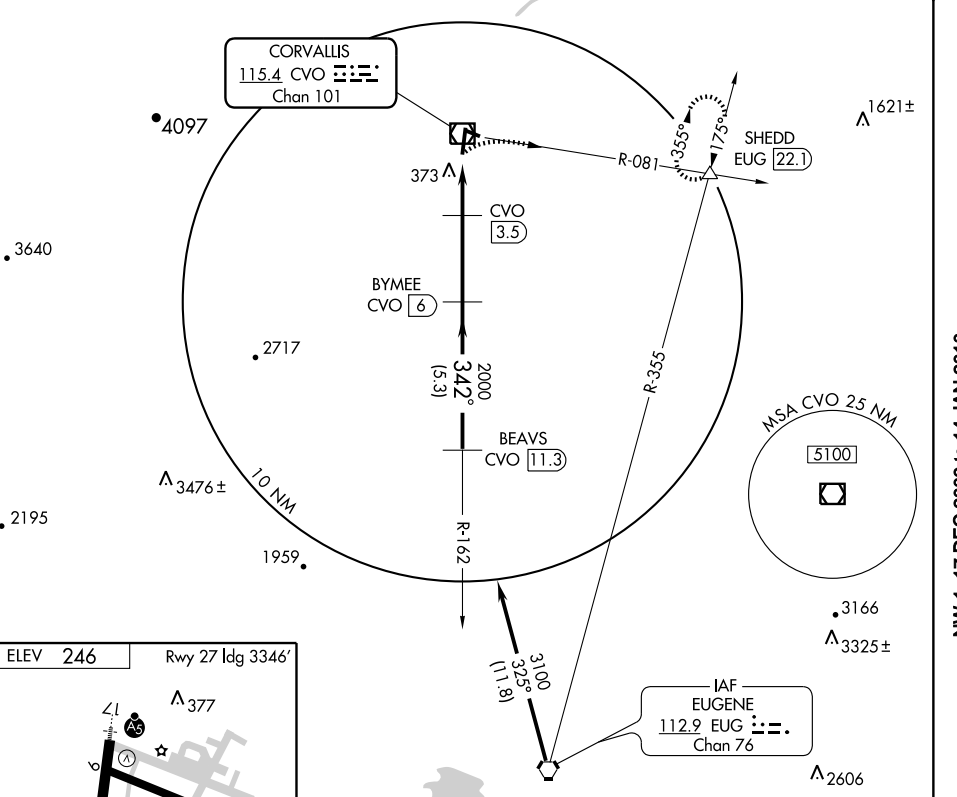 CORVALLIS
115.4 CVO
Chan 101
4097
1621±
355°
175°
SHEDD
EUG 22.1
R-081
373
CVO
3.5
3640
BYMEE
CVO 6
2717
2000
342°
(5.3)
R-355
MSA CVO 25 NM
5100
BEAVS
CVO 11.3
3476±
10 NM
2195
R-162
1959
3166
3325±
ELEV 246
Rwy 27 ldg 3346'
3100
325°
(11.8)
377
17
A5
IAF
EUGENE
112.9 EUG
Chan 76
2606